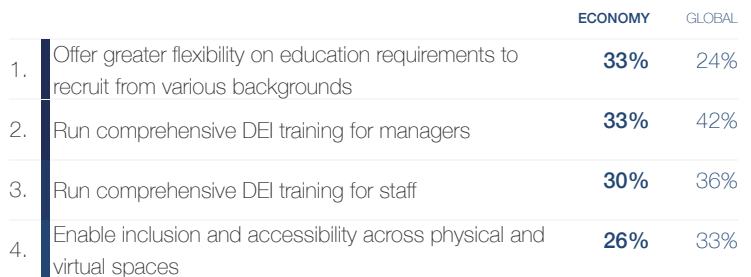 ECONOMY GLOBAL
1. Offer greater flexibility on education requirements to
recruit from various backgrounds 33% 24%
2. Run comprehensive DEI training for managers 33% 42%
3. Run comprehensive DEI training for staff 30% 36%
4. Enable inclusion and accessibility across physical and
virtual spaces 26% 33%